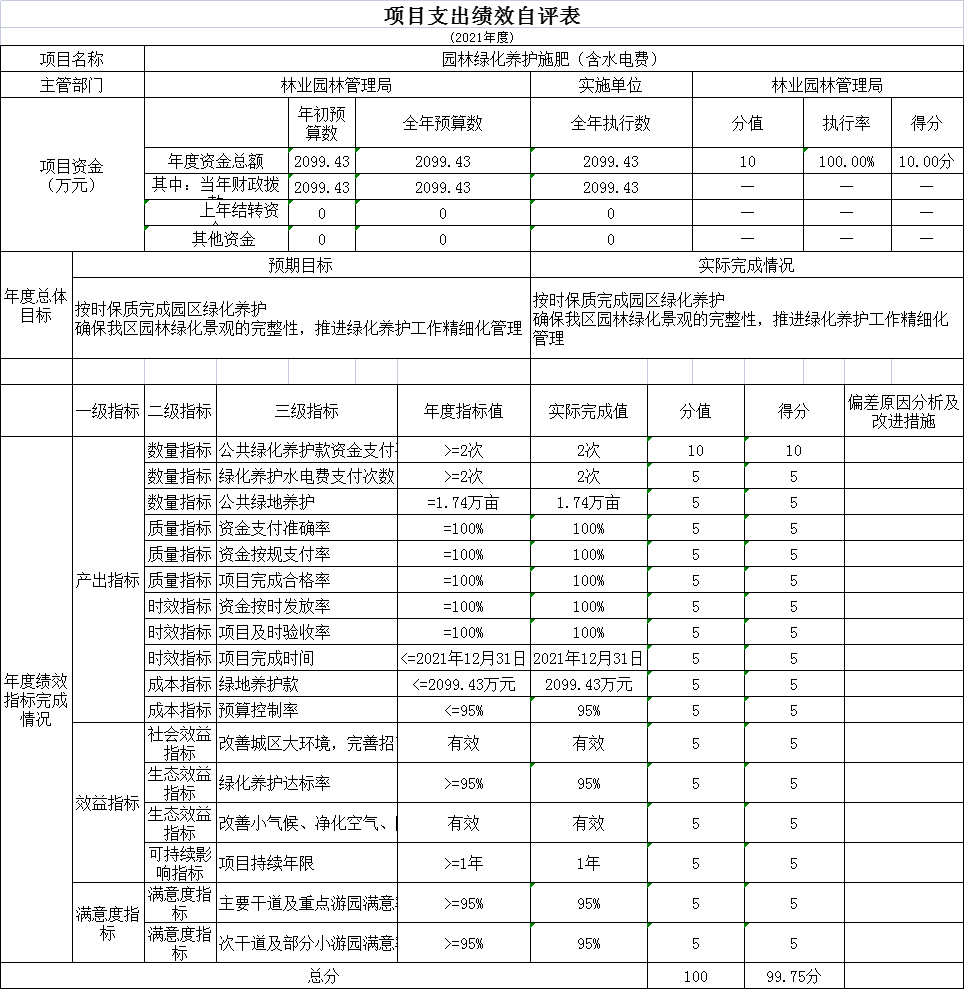 项目支出绩效自评表
(2021年度)
项目名称 园林绿化养护施肥（含水电费）
主管部门 林业园林管理局 实施单位 林业园林管理局
项目资金
（万元）
年初预
算数 全年预算数 全年执行数 分值 执行率 得分
年度资金总额 2099.43 2099.43 2099.43 10 100.00% 10.00分
其中：当年财政拨 2099.43 2099.43 2099.43 — — —
上年结转资 0 0 0 — — —
其他资金 0 0 0 — — —
年度总体
目标
预期目标 实际完成情况
按时保质完成园区绿化养护
确保我区园林绿化景观的完整性，推进绿化养护工作精细化管理
按时保质完成园区绿化养护
确保我区园林绿化景观的完整性，推进绿化养护工作精细化
管理
一级指标 二级指标 三级指标 年度指标值 实际完成值 分值 得分 偏差原因分析及
改进措施
年度绩效
指标完成
情况
产出指标
数量指标 公共绿化养护款资金支付 >=2次 2次 10 10
数量指标 绿化养护水电费支付次数 >=2次 2次 5 5
数量指标 公共绿地养护 =1.74万亩 1.74万亩 5 5
质量指标 资金支付准确率 =100% 100% 5 5
质量指标 资金按规支付率 =100% 100% 5 5
质量指标 项目完成合格率 =100% 100% 5 5
时效指标 资金按时发放率 =100% 100% 5 5
时效指标 项目及时验收率 =100% 100% 5 5
时效指标 项目完成时间 <=2021年12月31日 2021年12月31日 5 5
成本指标 绿地养护款 <=2099.43万元 2099.43万元 5 5
成本指标 预算控制率 <=95% 95% 5 5
效益指标
社会效益
指标 改善城区大环境，完善招 有效 有效 5 5
生态效益
指标 绿化养护达标率 >=95% 95% 5 5
生态效益
指标 改善小气候、净化空气、 有效 有效 5 5
可持续影
响指标 项目持续年限 >=1年 1年 5 5
满意度指
标
满意度指
标 主要干道及重点游园满意 >=95% 95% 5 5
满意度指
标 次干道及部分小游园满意 >=95% 95% 5 5
总分 100 99.75分